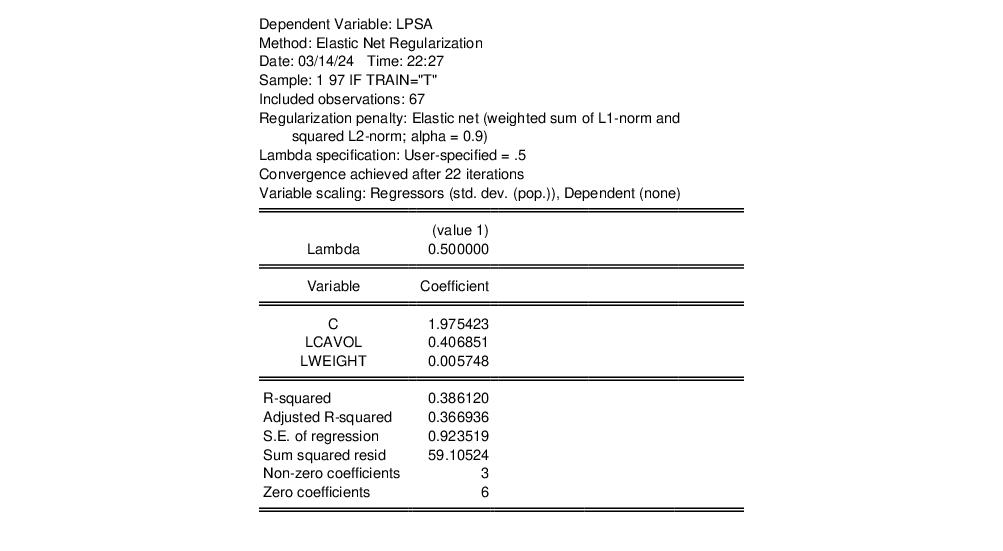 Dependent Variable: LPSA
Method: Elastic Net Regularization
Date: 03/14/24 Time: 22:27
Sample: 1 97 IF TRAIN="T"
Included observations: 67
Regularization penalty: Elastic net (weighted sum of L1-norm and
squared L2-norm; alpha = 0.9)
Lambda specification: User-specified = .5
Convergence achieved after 22 iterations
Variable scaling: Regressors (std. dev. (pop.)), Dependent (none)
(value 1)
Lambda 0.500000
Variable Coefficient
C 1.975423
LCAVOL 0.406851
LWEIGHT 0.005748
R-squared 0.386120
Adjusted R-squared 0.366936
S.E. of regression 0.923519
Sum squared resid 59.10524
Non-zero coefficients 3
Zero coefficients 6